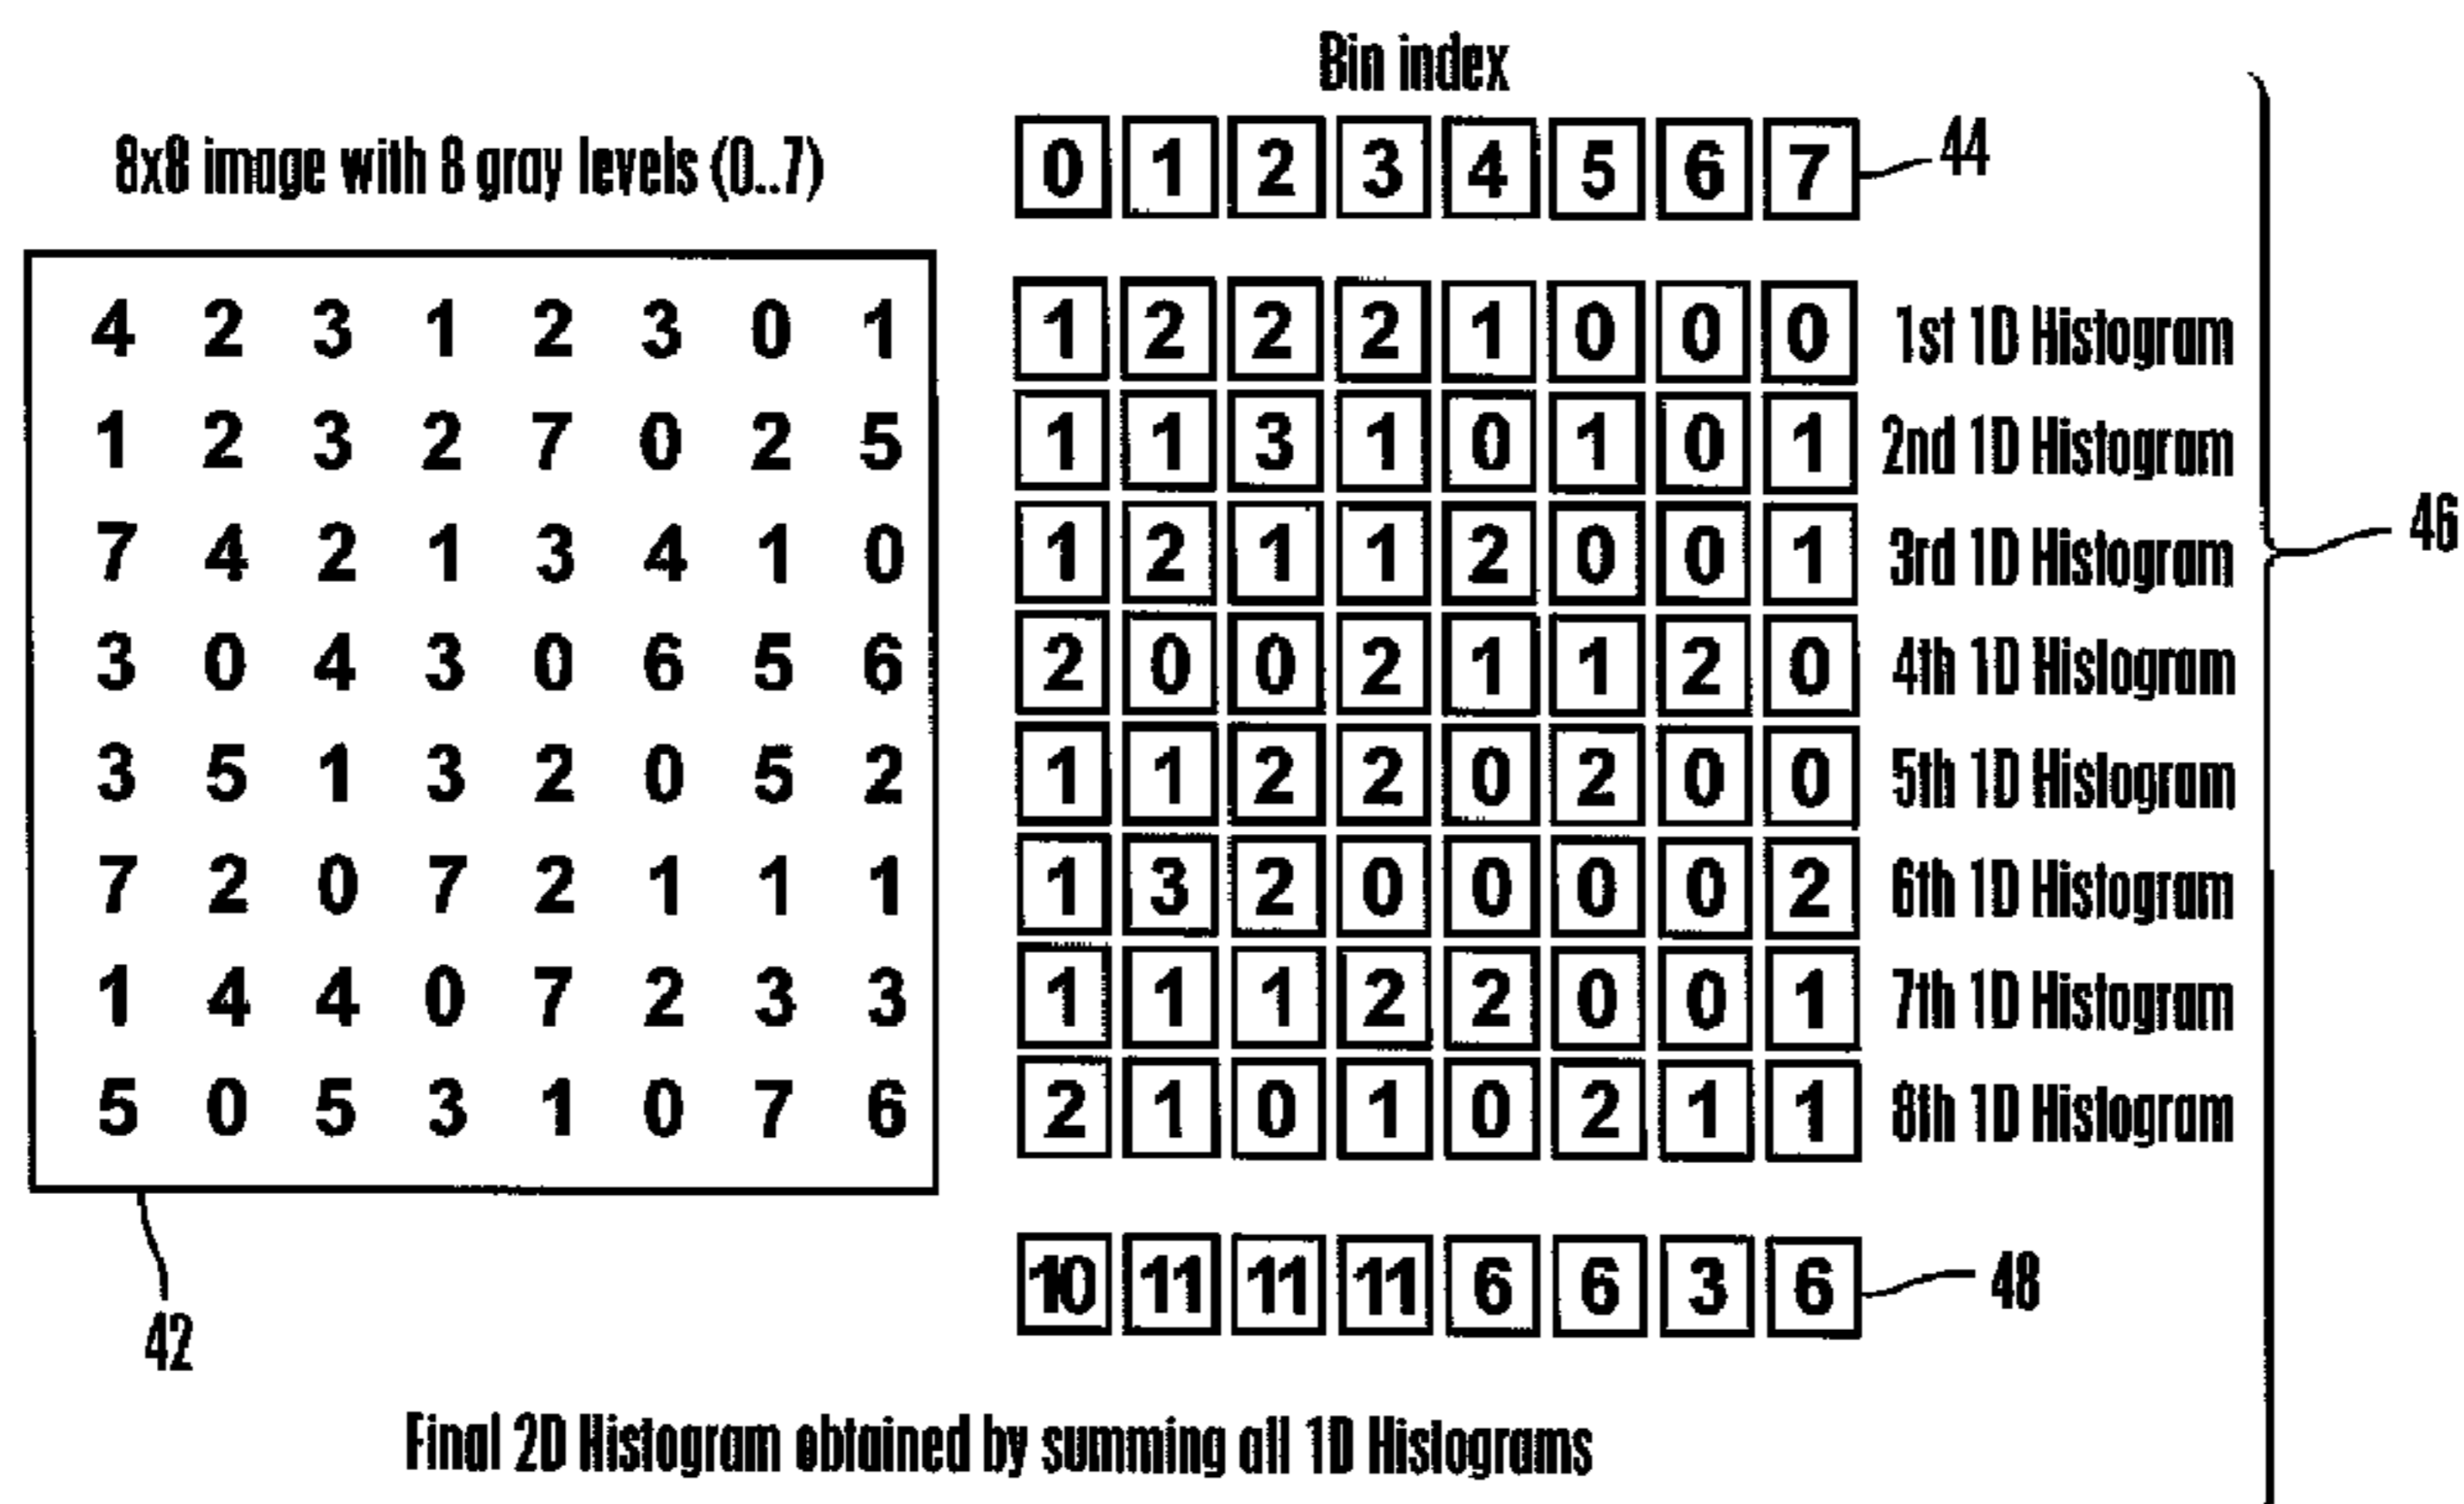 Bin index
8x8 image with 8 gray levels (0..7)
0 1 2 3 4 5 6 7
44
4 2 3 1 2 3 0 1
1 2 2 2 1 0 0 0 1st 1D Histogram
1 2 3 2 7 0 2 5
1 1 3 1 0 1 0 1 2nd 1D Histogram
46
7 4 2 1 3 4 1 0
1 2 1 1 2 0 0 1 3rd 1D Histogram
3 0 4 3 0 6 5 6
2 0 0 2 1 1 2 0 4th 1D Histogram
3 5 1 3 2 0 5 2
1 1 2 2 0 2 0 0 5th 1D Histogram
7 2 0 7 2 1 1 1
1 3 2 0 0 0 0 2 6th 1D Histogram
1 4 4 0 7 2 3 3
1 1 1 2 2 0 0 1 7th 1D Histogram
5 0 5 3 1 0 7 6
2 1 0 1 0 2 1 1 8th 1D Histogram
10 11 11 11 6 6 3 6
48
42
Final 2D Histogram obtained by summing all 1D Histograms